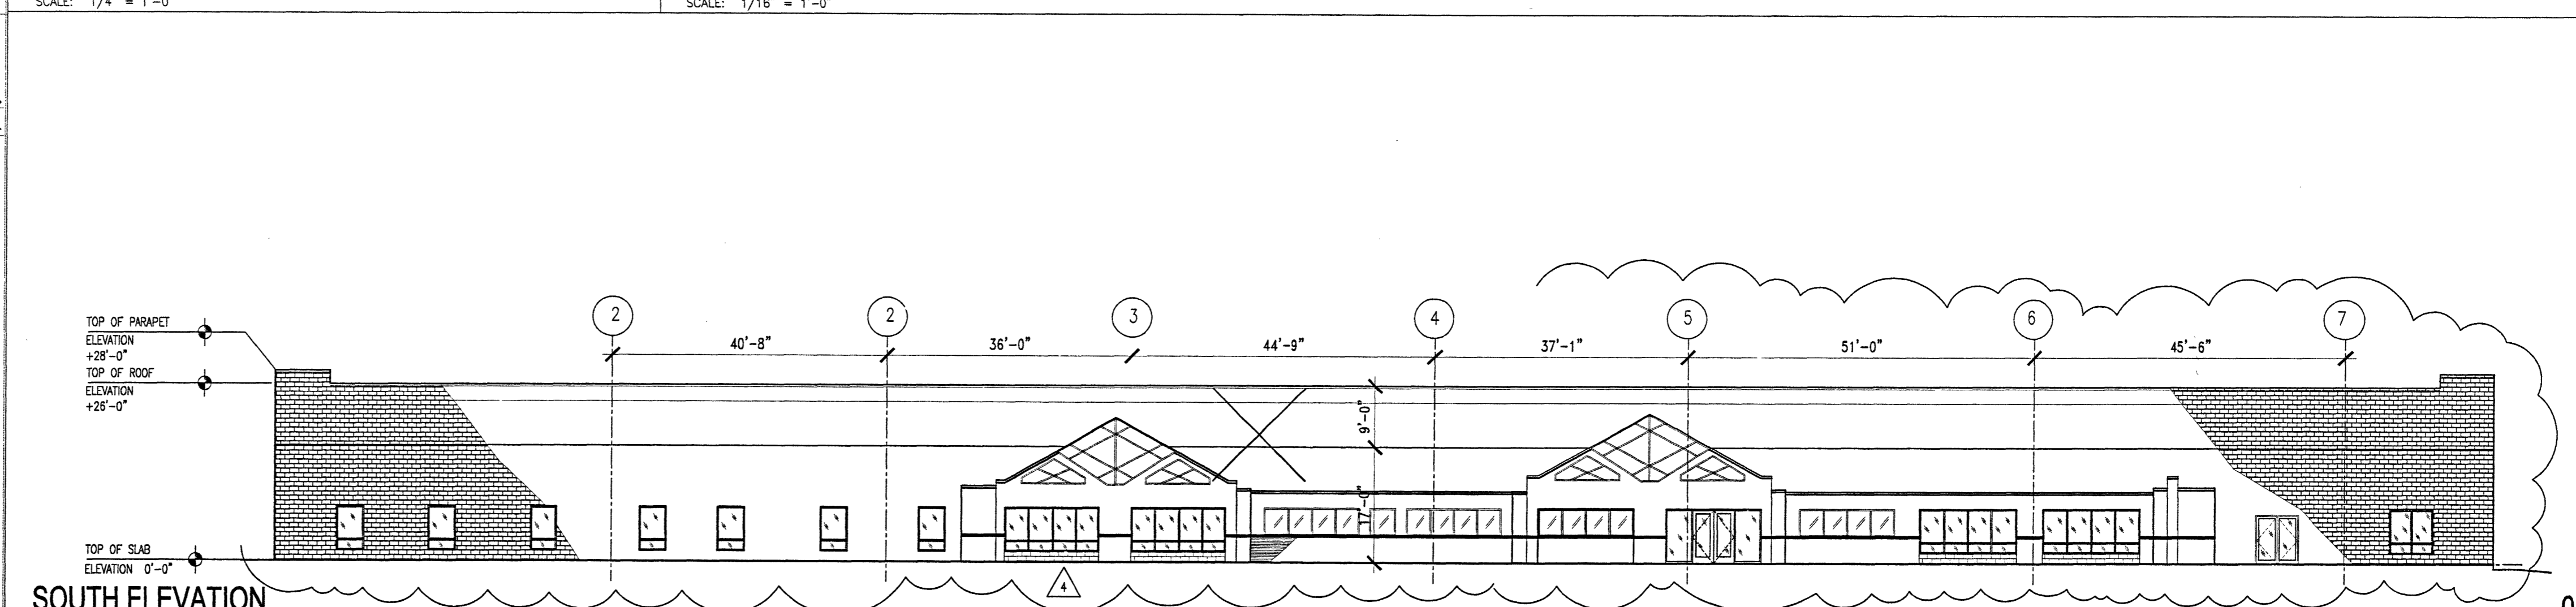 SCALE: 1/4" = 1'-0"
SCALE: 1/16" = 1'-0"
2 2 3 4 5 6 7
40'-8" 36'-0" 44'-9" 37'-1" 51'-0" 45'-6"
TOP OF PARAPET
ELEVATION
+28'-0"
TOP OF ROOF
ELEVATION
+26'-0"
9'-0"
17'-0"
TOP OF SLAB
ELEVATION 0'-0"
4
SOUTH ELEVATION